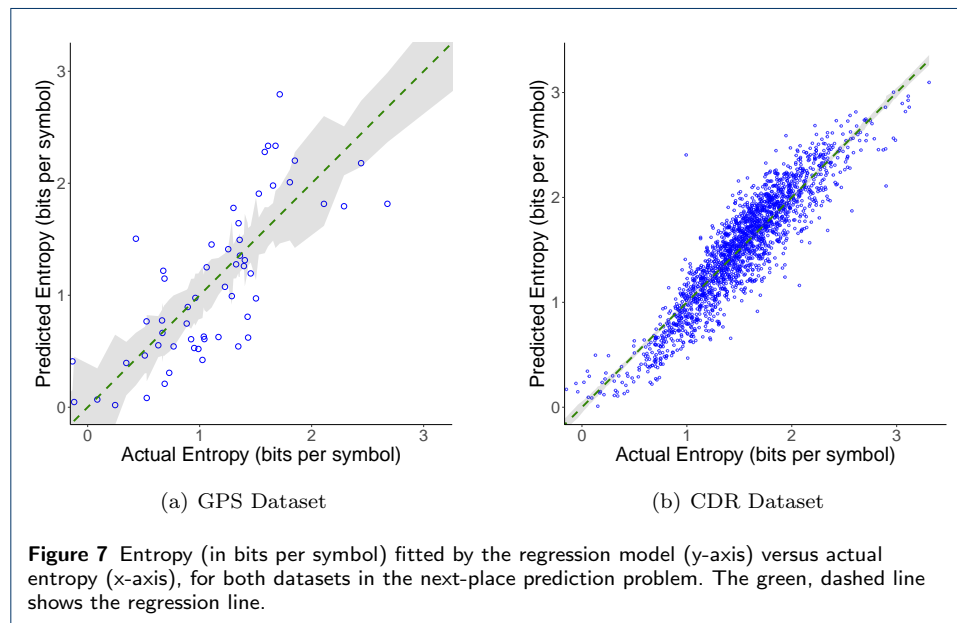 3
2
1
0
Predicted Entropy (bits per symbol)
0 1 2 3
Actual Entropy (bits per symbol)
(a) GPS Dataset
3
2
1
0
Predicted Entropy (bits per symbol)
0 1 2 3
Actual Entropy (bits per symbol)
(b) CDR Dataset
Figure 7 Entropy (in bits per symbol) fitted by the regression model (y-axis) versus actual
entropy (x-axis), for both datasets in the next-place prediction problem. The green, dashed line
shows the regression line.